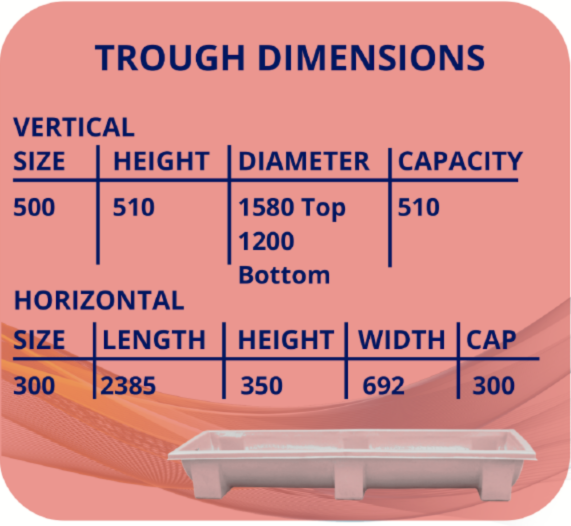 TROUGH DIMENSIONS
VERTICAL
SIZE HEIGHT DIAMETER CAPACITY
500 510 1580 Top 510
1200
Bottom
HORIZONTAL
SIZE LENGTH HEIGHT WIDTH CAP
300 2385 350 692 300